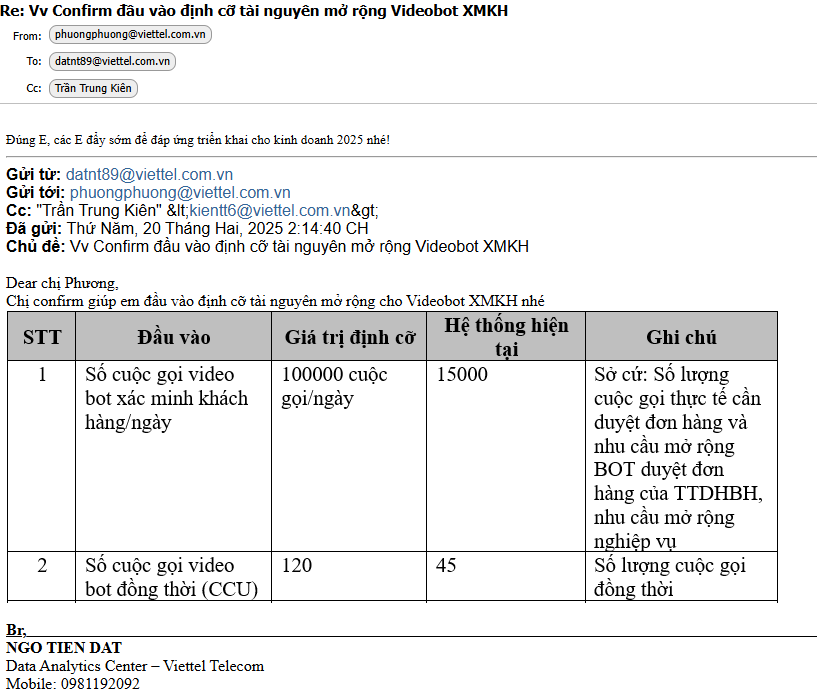 Re: Vv Confirm đầu vào định cỡ tài nguyên mở rộng Videobot XMKH
From: phuongphuong@viettel.com.vn
To: datnt89@viettel.com.vn
Cc: Trần Trung Kiên
Đúng E, các E đẩy sớm để đáp ứng triển khai cho kinh doanh 2025 nhé!
Gửi từ: datnt89@viettel.com.vn
Gửi tới: phuongphuong@viettel.com.vn
Cc: "Trần Trung Kiên" &lt;kientt6@viettel.com.vn&gt;
Đã gửi: Thứ Năm, 20 Tháng Hai, 2025 2:14:40 CH
Chủ đề: Vv Confirm đầu vào định cỡ tài nguyên mở rộng Videobot XMKH
Dear chị Phương,
Chị confirm giúp em đầu vào định cỡ tài nguyên mở rộng cho Videobot XMKH nhé
STT Đầu vào Giá trị định cỡ Hệ thống hiện
tại Ghi chú
1 Số cuộc gọi video
bot xác minh khách
hàng/ngày
100000 cuộc
gọi/ngày
15000
Sở cứ: Số lượng
cuộc gọi thực tế cần
duyệt đơn hàng và
nhu cầu mở rộng
BOT duyệt đơn
hàng của TTDHBH,
nhu cầu mở rộng
nghiệp vụ
2 Số cuộc gọi video
bot đồng thời (CCU)
120
45
Số lượng cuộc gọi
đồng thời
Br,
NGO TIEN DAT
Data Analytics Center – Viettel Telecom
Mobile: 0981192092